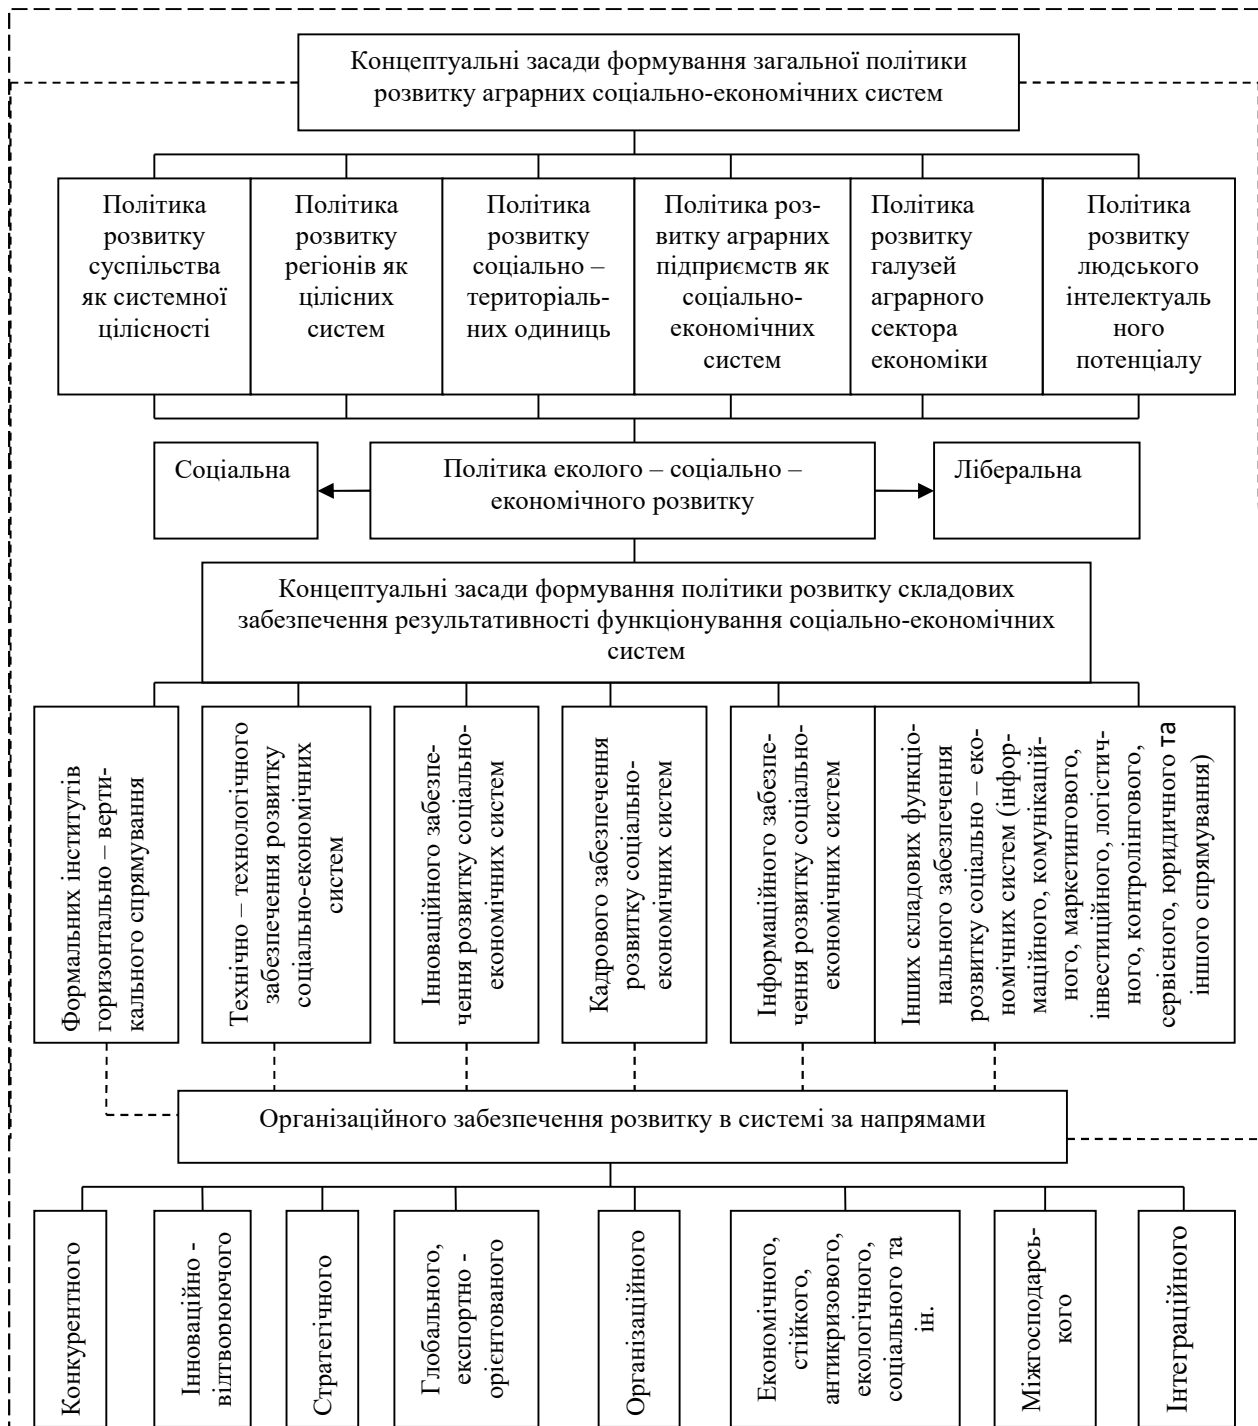 Концептуальні засади формування загальної політики
розвитку аграрних соціально-економічних систем
Політика
розвитку
суспільства
як системної
цілісності
Політика
розвитку
регіонів як
цілісних
систем
Політика
розвитку
соціально –
територіаль-
них одиниць
Політика роз-
витку аграрних
підприємств як
соціально-
економічних
систем
Політика
розвитку
галузей
аграрного
сектора
економіки
Політика
розвитку
людського
інтелектуаль
ного
потенціалу
Соціальна
Політика еколого – соціально –
економічного розвитку
Ліберальна
Концептуальні засади формування політики розвитку складових
забезпечення результативності функціонування соціально-економічних
систем
Формальних інститутів
горизонтально – верти-
кального спрямування
Технічно – технологічного
забезпечення розвитку
соціально-економічних
систем
Інноваційного забезпе-
чення розвитку соціально-
економічних систем
Кадрового забезпечення
розвитку соціально-
економічних систем
Інформаційного забезпе-
чення розвитку соціально-
економічних систем
Інших складових функціо-
нального забезпечення
розвитку соціально – еко-
номічних систем (інфор-
маційного, комунікацій-
ного, маркетингового,
інвестиційного, логістич-
ного, контролінгового,
сервісного, юридичного та
іншого спрямування)
Організаційного забезпечення розвитку в системі за напрямами
Конкурентного
Інноваційно -
відтворюючого
Стратегічного
Глобального,
експортно -
орієнтованого
Організаційного
Економічного,
стійкого,
антикризового,
екологічного,
соціального та
ін.
Міжгосподарсь-
кого
Інтеграційного